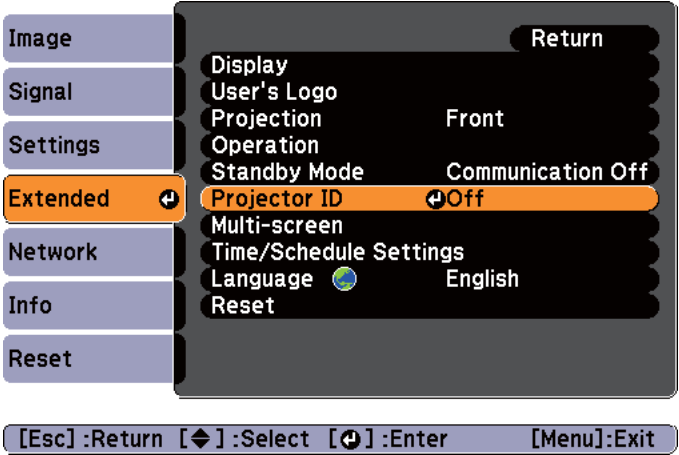 Image
Signal
Settings
Extended
Network
Info
Reset
Return
Display
User's Logo
Projection Front
Operation
Standby Mode Communication Off
Projector ID Off
Multi-screen
Time/Schedule Settings
Language English
Reset
[Esc] :Return [◆] :Select [⏎] :Enter [Menu]:Exit